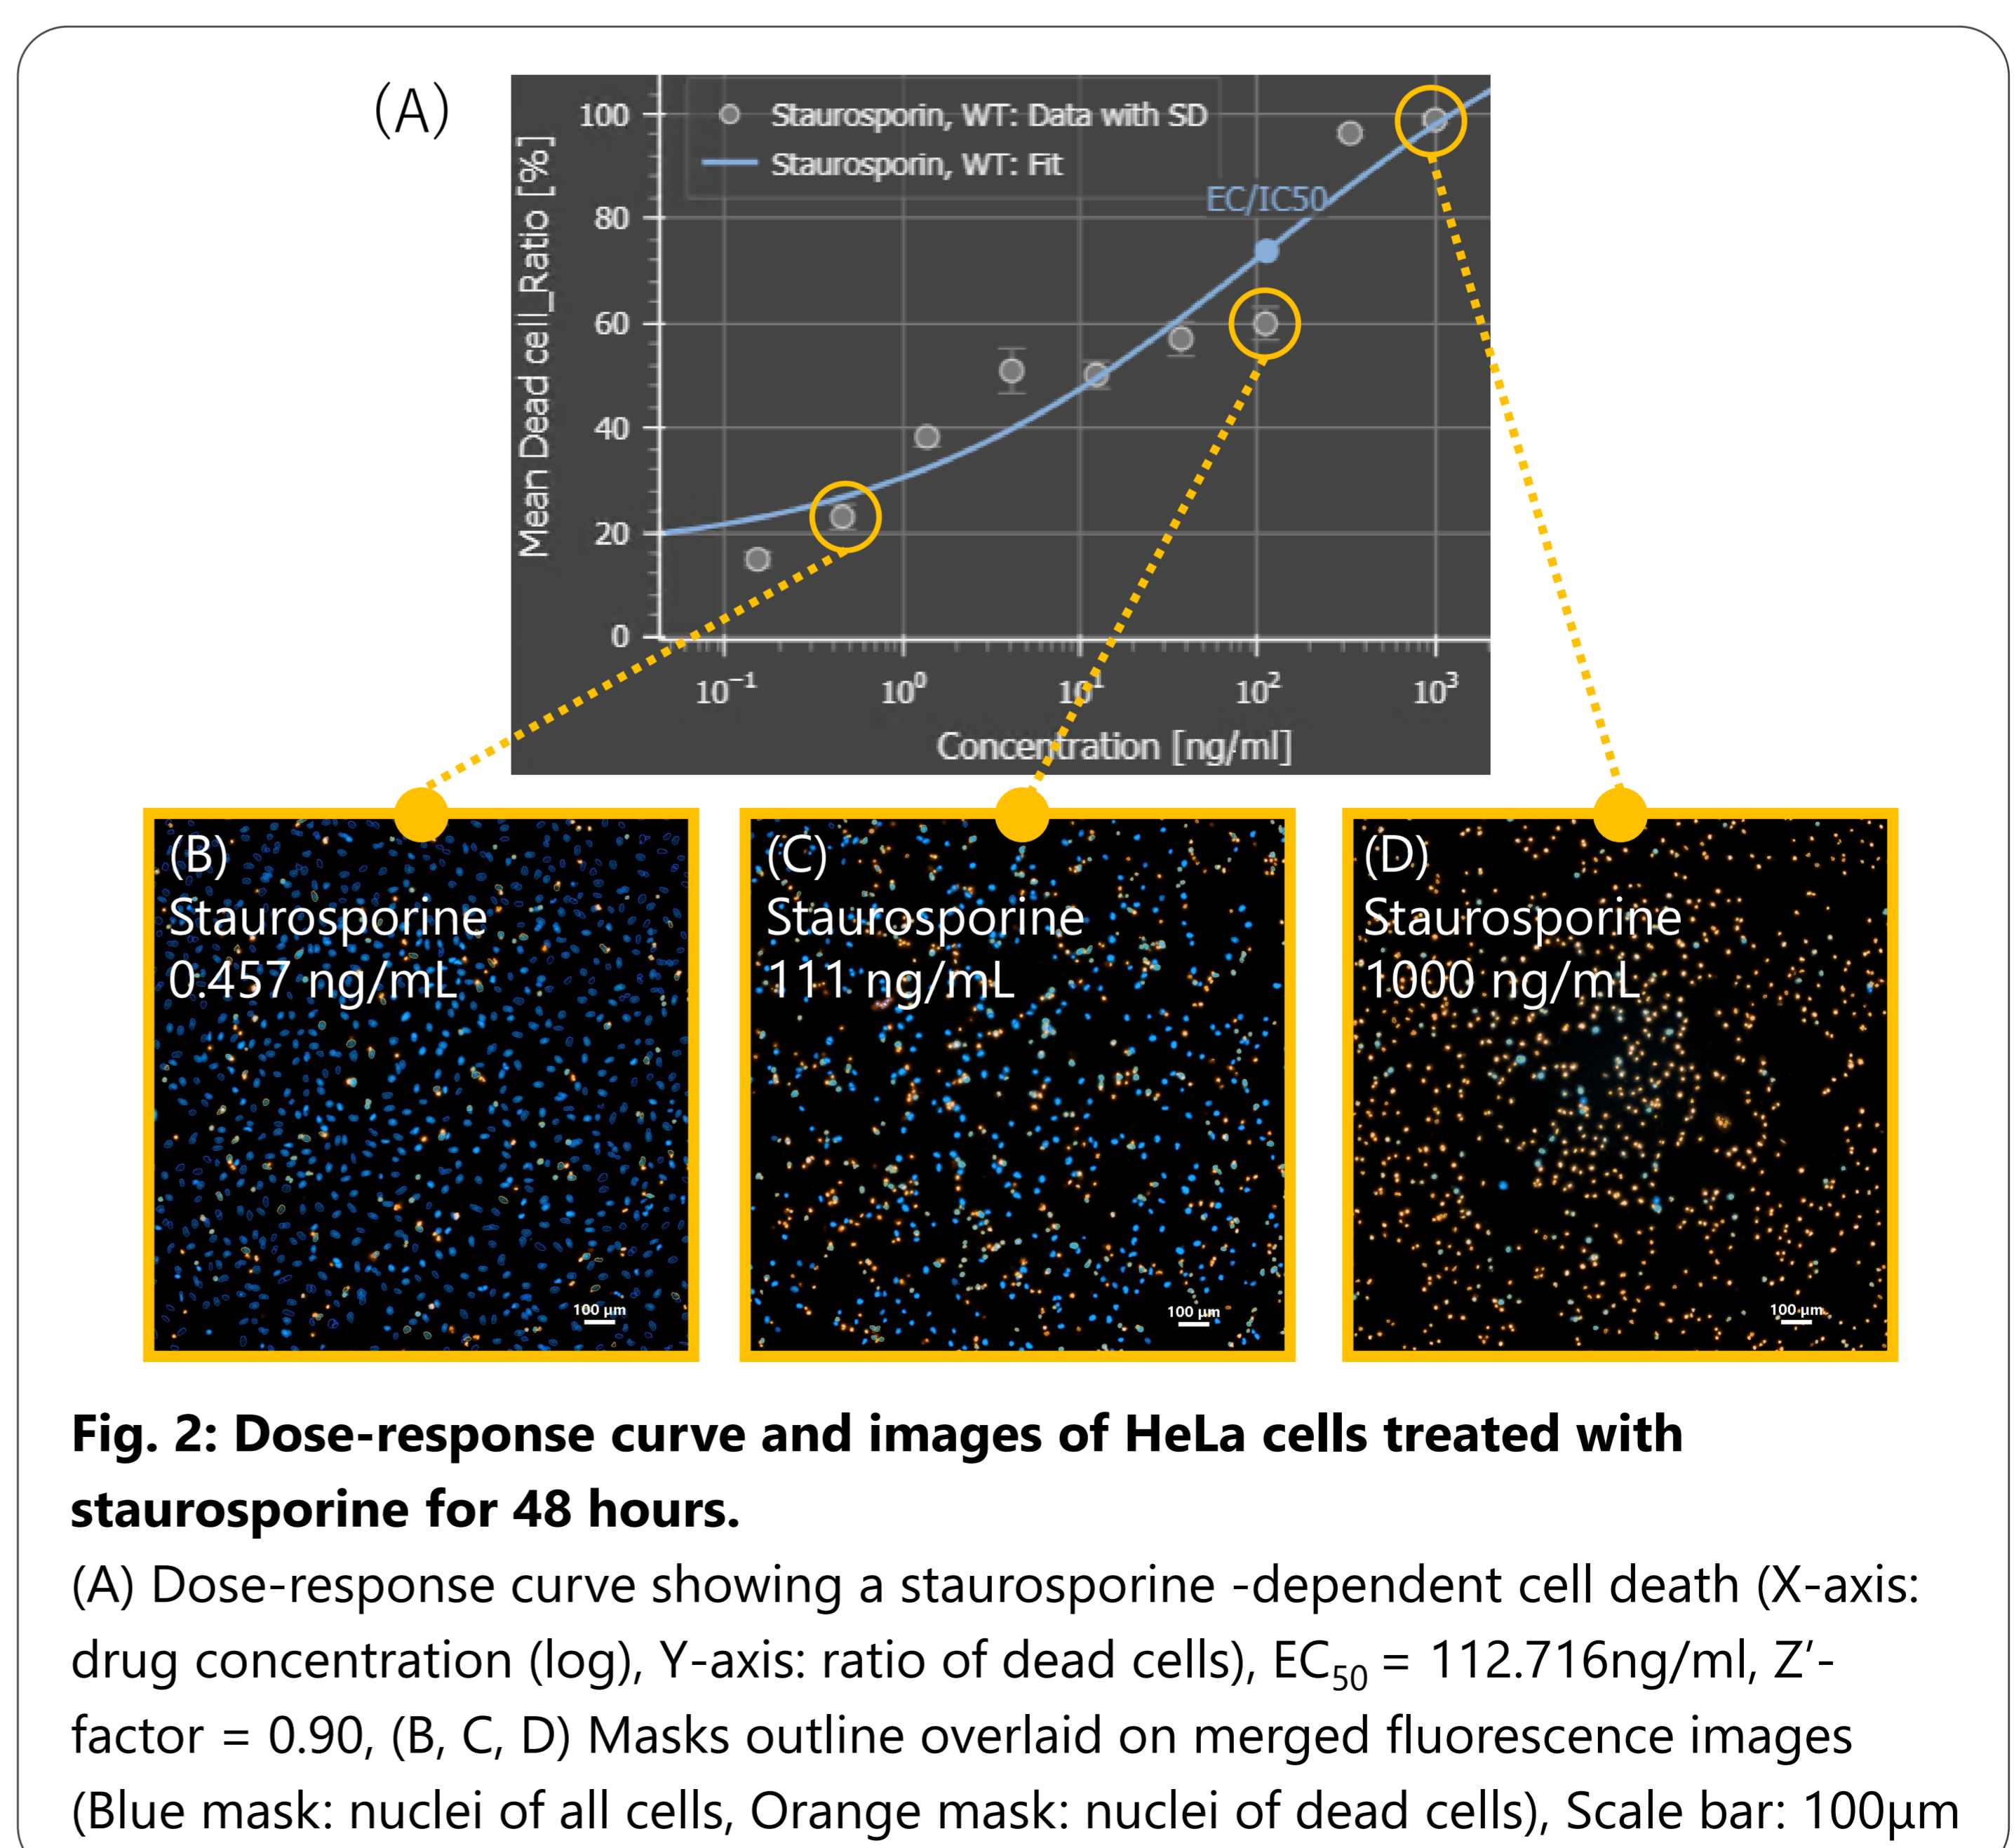 (A)
Mean Dead cell_Ratio [%]
100
80
60
40
20
0
Staurosporin, WT: Data with SD
Staurosporin, WT: Fit
EC/IC50
10⁻¹ 10⁰ 10¹ 10² 10³
Concentration [ng/ml]
(B)
Staurosporine
0.457 ng/mL
100 µm
(C)
Staurosporine
111 ng/mL
100 µm
(D)
Staurosporine
1000 ng/mL
100 µm
Fig. 2: Dose-response curve and images of HeLa cells treated with
staurosporine for 48 hours.
(A) Dose-response curve showing a staurosporine -dependent cell death (X-axis:
drug concentration (log), Y-axis: ratio of dead cells), EC₅₀ = 112.716ng/ml, Z’-
factor = 0.90, (B, C, D) Masks outline overlaid on merged fluorescence images
(Blue mask: nuclei of all cells, Orange mask: nuclei of dead cells), Scale bar: 100µm